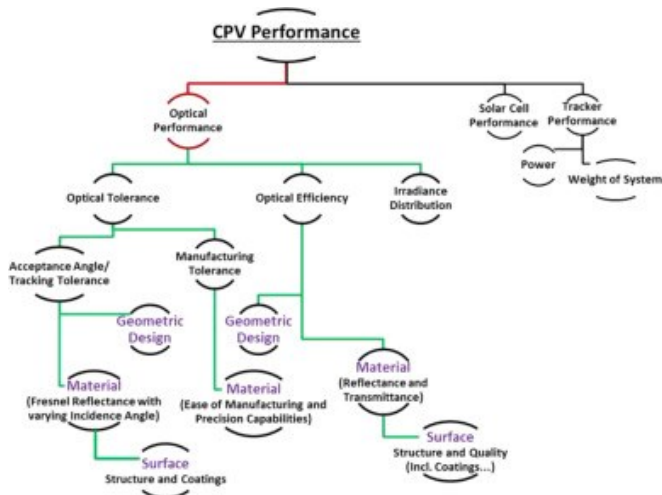 CPV Performance
Optical
Performance
Solar Cell
Performance
Tracker
Performance
Power
Weight of System
Optical Tolerance
Optical Efficiency
Irradiance
Distribution
Acceptance Angle/
Tracking Tolerance
Manufacturing
Tolerance
Geometric
Design
Geometric
Design
Material
(Fresnel Reflectance with
varying Incidence Angle)
Material
(Ease of Manufacturing and
Precision Capabilities)
Material
(Reflectance and
Transmittance)
Surface
Structure and Coatings
Surface
Structure and Quality
(Incl. Coatings...)